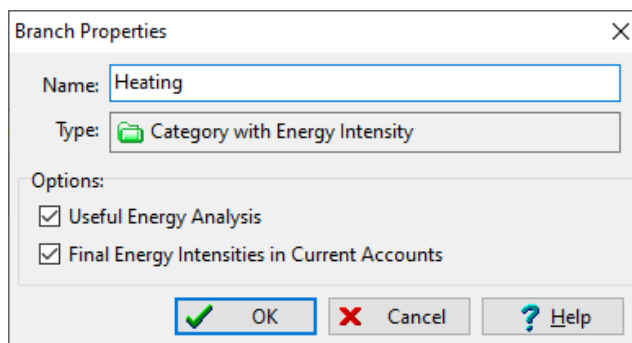 Branch Properties
Name: Heating
Type: Category with Energy Intensity
Options:
Useful Energy Analysis
Final Energy Intensities in Current Accounts
OK Cancel Help